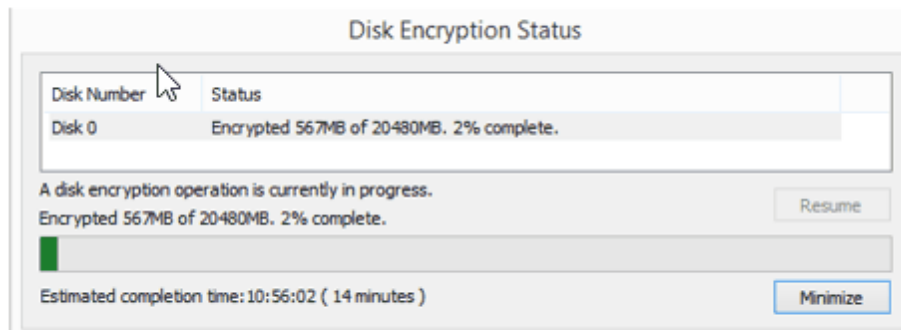 Disk Encryption Status
Disk Number Status
Disk 0 Encrypted 567MB of 20480MB. 2% complete.
A disk encryption operation is currently in progress.
Resume
Encrypted 567MB of 20480MB. 2% complete.
Estimated completion time: 10:56:02 ( 14 minutes )
Minimize